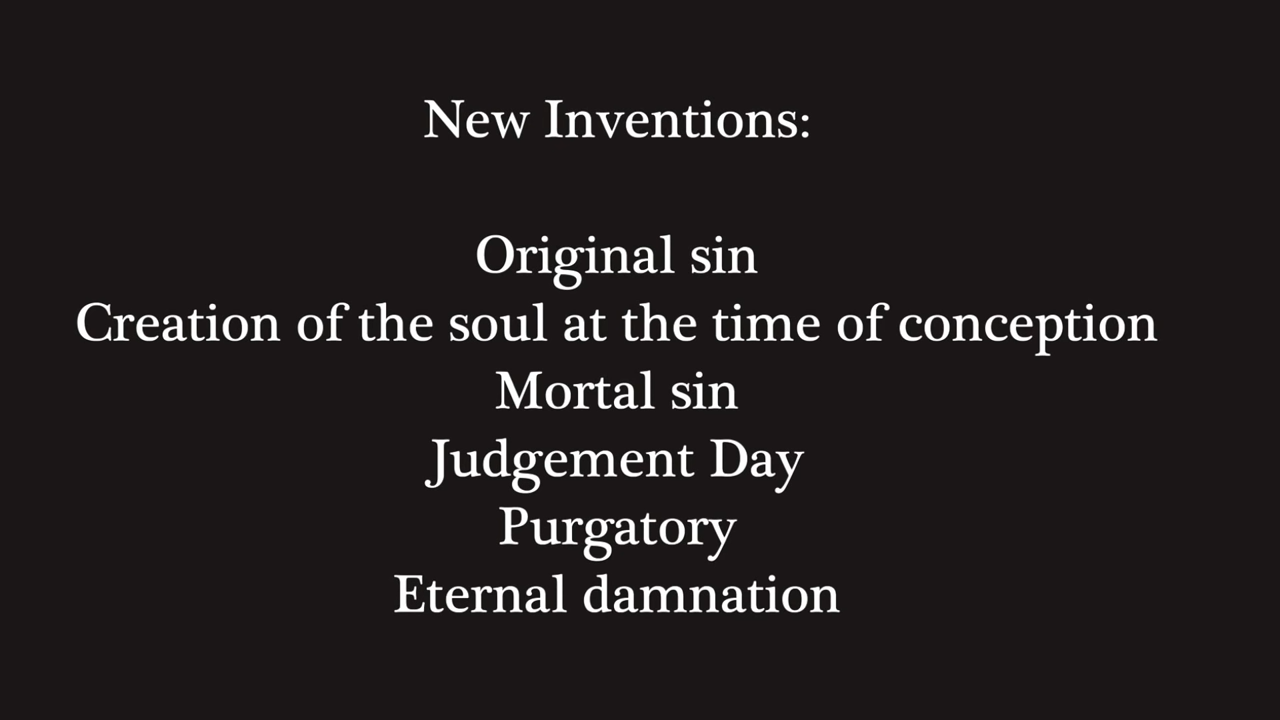 New Inventions:
Original sin
Creation of the soul at the time of conception
Mortal sin
Judgement Day
Purgatory
Eternal damnation